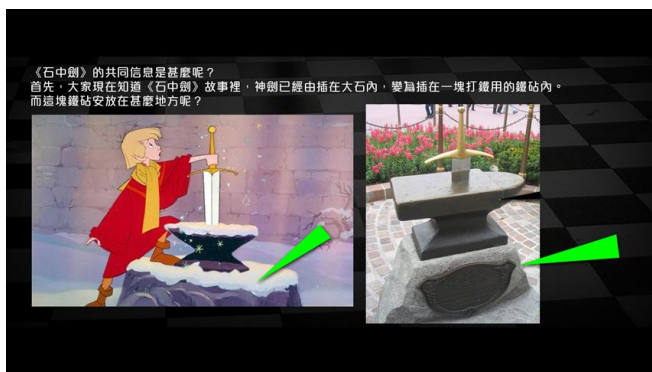 《石中劍》的共同信息是甚麼呢？
首先，大家現在知道《石中劍》故事裡，神劍已經由插在大石內，變為插在一塊打鐵用的鐵砧內。
而這塊鐵砧安放在甚麼地方呢？